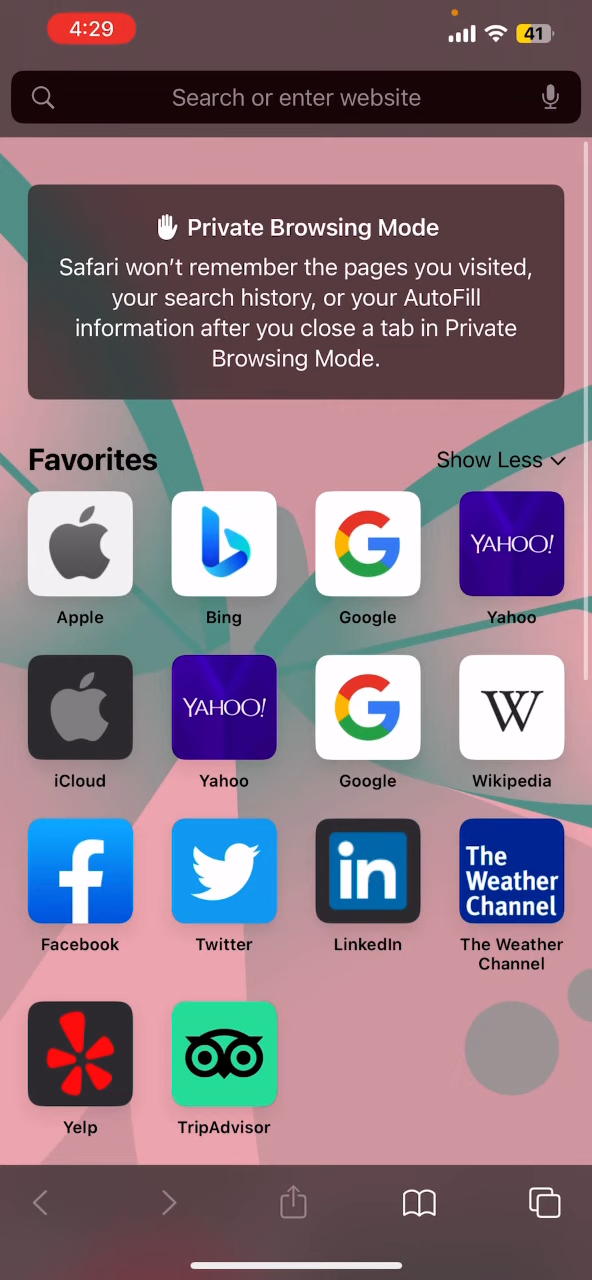 4:29
41
Search or enter website
Private Browsing Mode
Safari won't remember the pages you visited,
your search history, or your AutoFill
information after you close a tab in Private
Browsing Mode.
Favorites
Show Less
YAHOO!
Apple
Bing
Google
Yahoo
YAHOO!
W
iCloud
Yahoo
Google
Wikipedia
in
The
Weather
Channel
Facebook
Twitter
LinkedIn
The Weather
Channel
Yelp
TripAdvisor